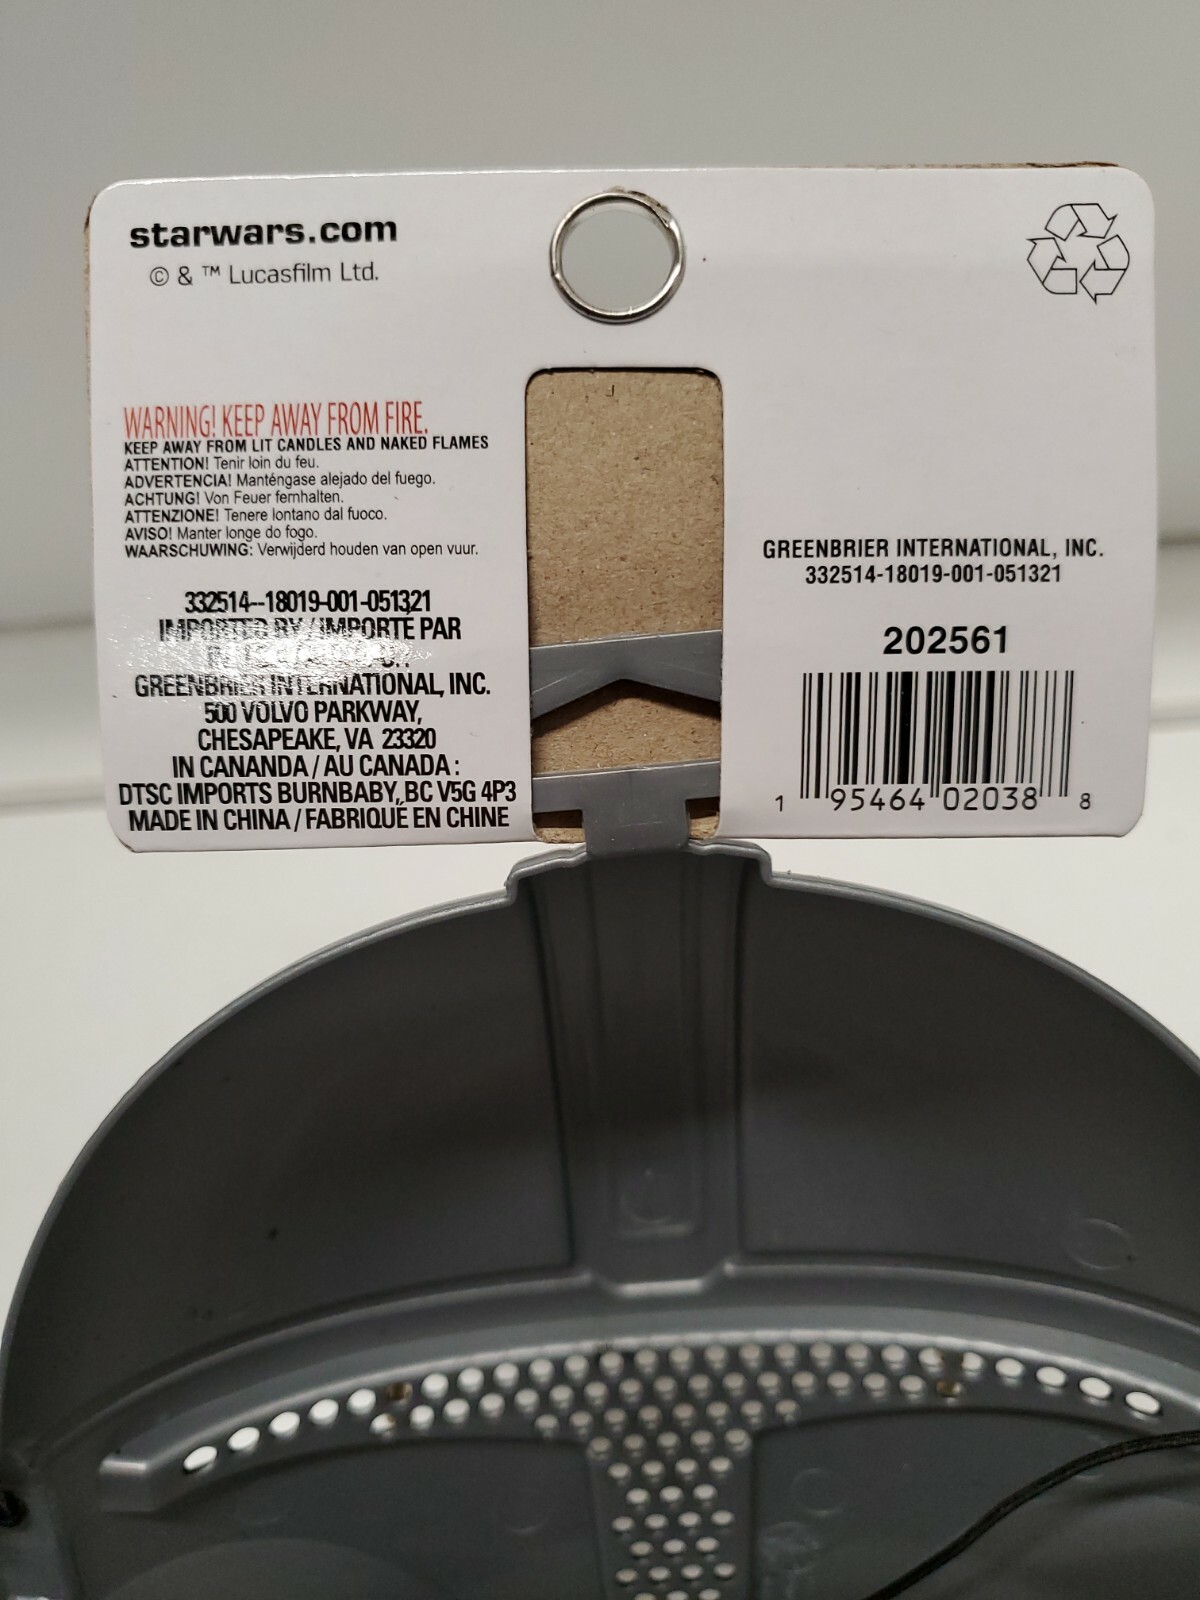 starwars.com
© & ™ Lucasfilm Ltd.
WARNING! KEEP AWAY FROM FIRE.
KEEP AWAY FROM LIT CANDLES AND NAKED FLAMES
ATTENTION! Tenir loin du feu.
ADVERTENCIA! Manténgase alejado del fuego.
ACHTUNG! Von Feuer fernhalten.
ATTENZIONE! Tenere lontano dal fuoco.
AVISO! Manter longe do fogo.
WAARSCHUWING: Verwijderd houden van open vuur.
332514--18019-001-051321
IMPORTED BY / IMPORTÉ PAR
GREENBRIER INTERNATIONAL, INC.
500 VOLVO PARKWAY,
CHESAPEAKE, VA 23320
IN CANANDA / AU CANADA :
DTSC IMPORTS BURNBABY, BC V5G 4P3
MADE IN CHINA / FABRIQUÉ EN CHINE
GREENBRIER INTERNATIONAL, INC.
332514-18019-001-051321
202561
1 95464 02038 8